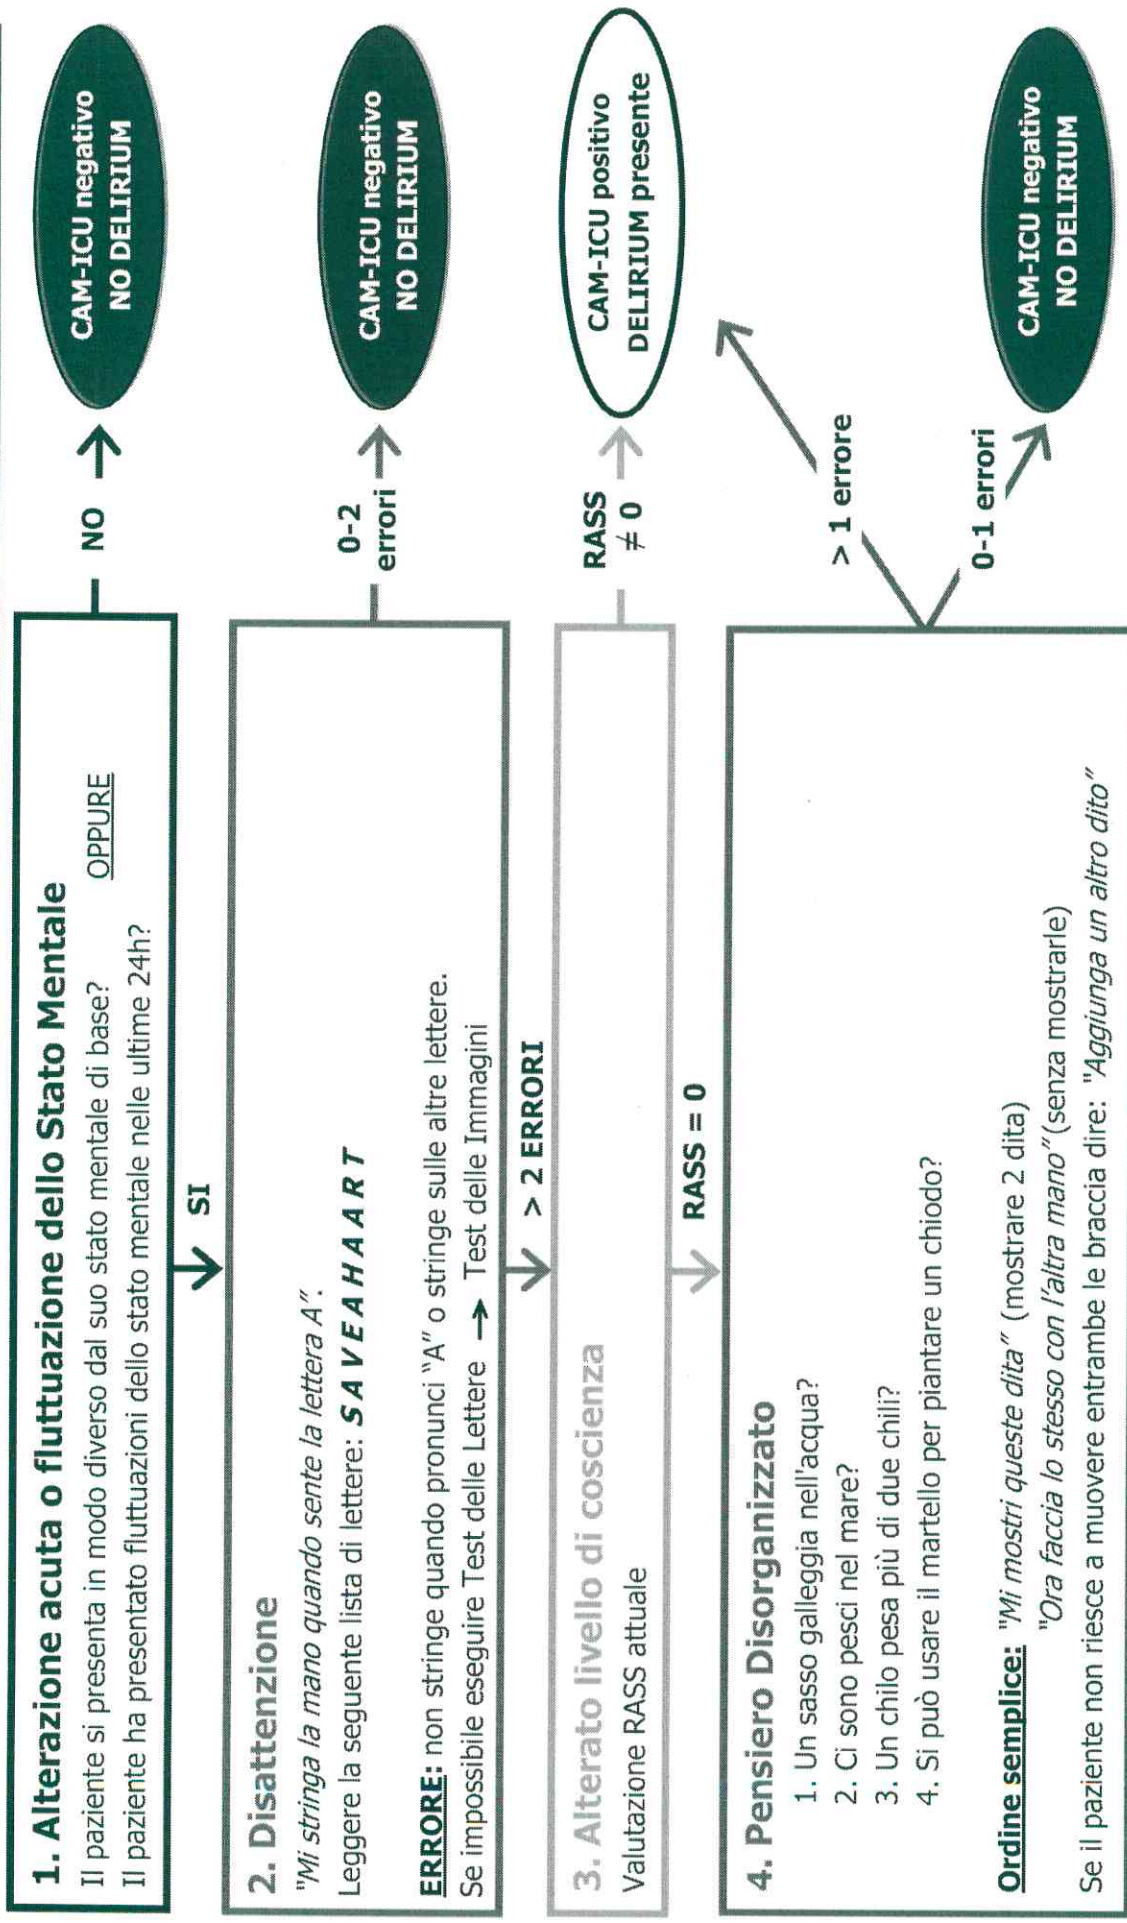 1. Alterazione acuta o fluttuazione dello Stato Mentale
Il paziente si presenta in modo diverso dal suo stato mentale di base? OPPURE
Il paziente ha presentato fluttuazioni dello stato mentale nelle ultime 24h?
NO
CAM-ICU negativo
NO DELIRIUM
SI
2. Disattenzione
"Mi stringa la mano quando sente la lettera A".
Leggere la seguente lista di lettere: S A V E A H A A R T
ERRORE: non stringe quando pronunci "A" o stringe sulle altre lettere.
Se impossibile eseguire Test delle Lettere → Test delle Immagini
0-2
errori
CAM-ICU negativo
NO DELIRIUM
> 2 ERRORI
3. Alterato livello di coscienza
Valutazione RASS attuale
RASS
≠ 0
CAM-ICU positivo
DELIRIUM presente
RASS = 0
4. Pensiero Disorganizzato
1. Un sasso galleggia nell'acqua?
2. Ci sono pesci nel mare?
3. Un chilo pesa più di due chili?
4. Si può usare il martello per piantare un chiodo?
Ordine semplice: "Mi mostri queste dita" (mostrare 2 dita)
"Ora faccia lo stesso con l'altra mano" (senza mostrarle)
Se il paziente non riesce a muovere entrambe le braccia dire: "Aggiunga un altro dito"
> 1 errore
0-1 errori
CAM-ICU negativo
NO DELIRIUM